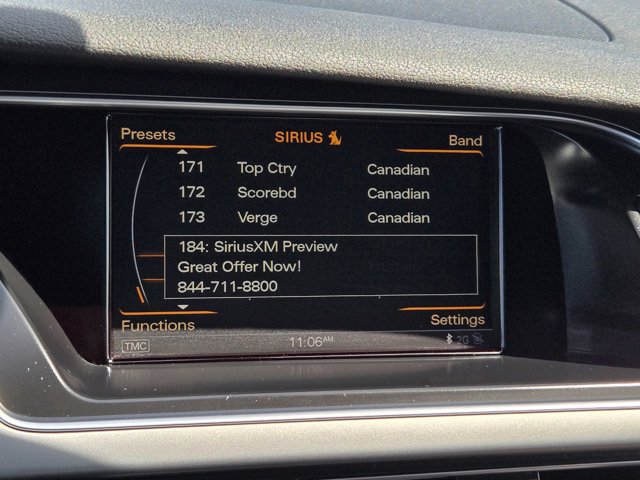 Presets SIRIUS Band
171 Top Ctry Canadian
172 Scorebd Canadian
173 Verge Canadian
184: SiriusXM Preview
Great Offer Now!
844-711-8800
Functions Settings
TMC 11:06AM 2G